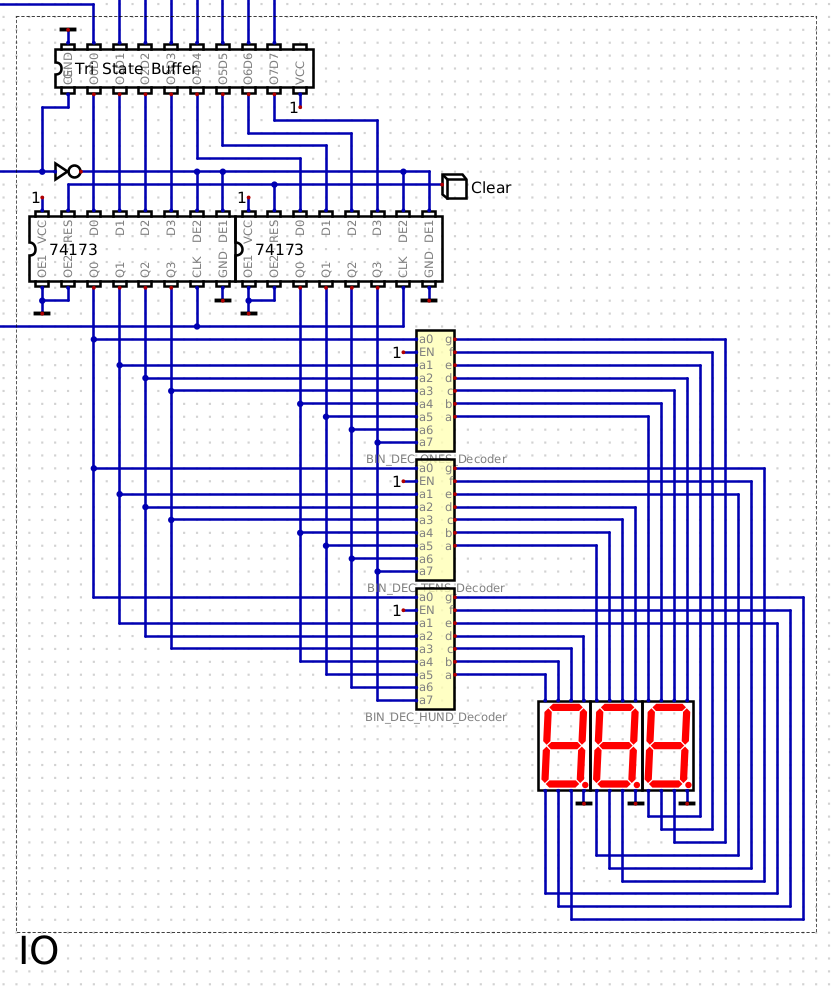 Tri State Buffer
O0D0 O1D1 O2D2 O3D3 O4D4 O5D5 O6D6 O7D7 VCC
1
Clear
1 1
VCC RES D0 D1 D2 D3 DE2 DE1 VCC RES D0 D1 D2 D3 DE2 DE1
74173 74173
OE1 OE2 Q0 Q1 Q2 Q3 CLK GND OE1 OE2 Q0 Q1 Q2 Q3 CLK GND
a0 g
1 EN f
a1 e
a2 d
a3 c
a4 b
a5 a
a6
a7
BIN_DEC_ONES_Decoder
a0 g
1 EN f
a1 e
a2 d
a3 c
a4 b
a5 a
a6
a7
BIN_DEC_TENS_Decoder
a0 g
1 EN f
a1 e
a2 d
a3 c
a4 b
a5 a
a6
a7
BIN_DEC_HUND_Decoder
IO